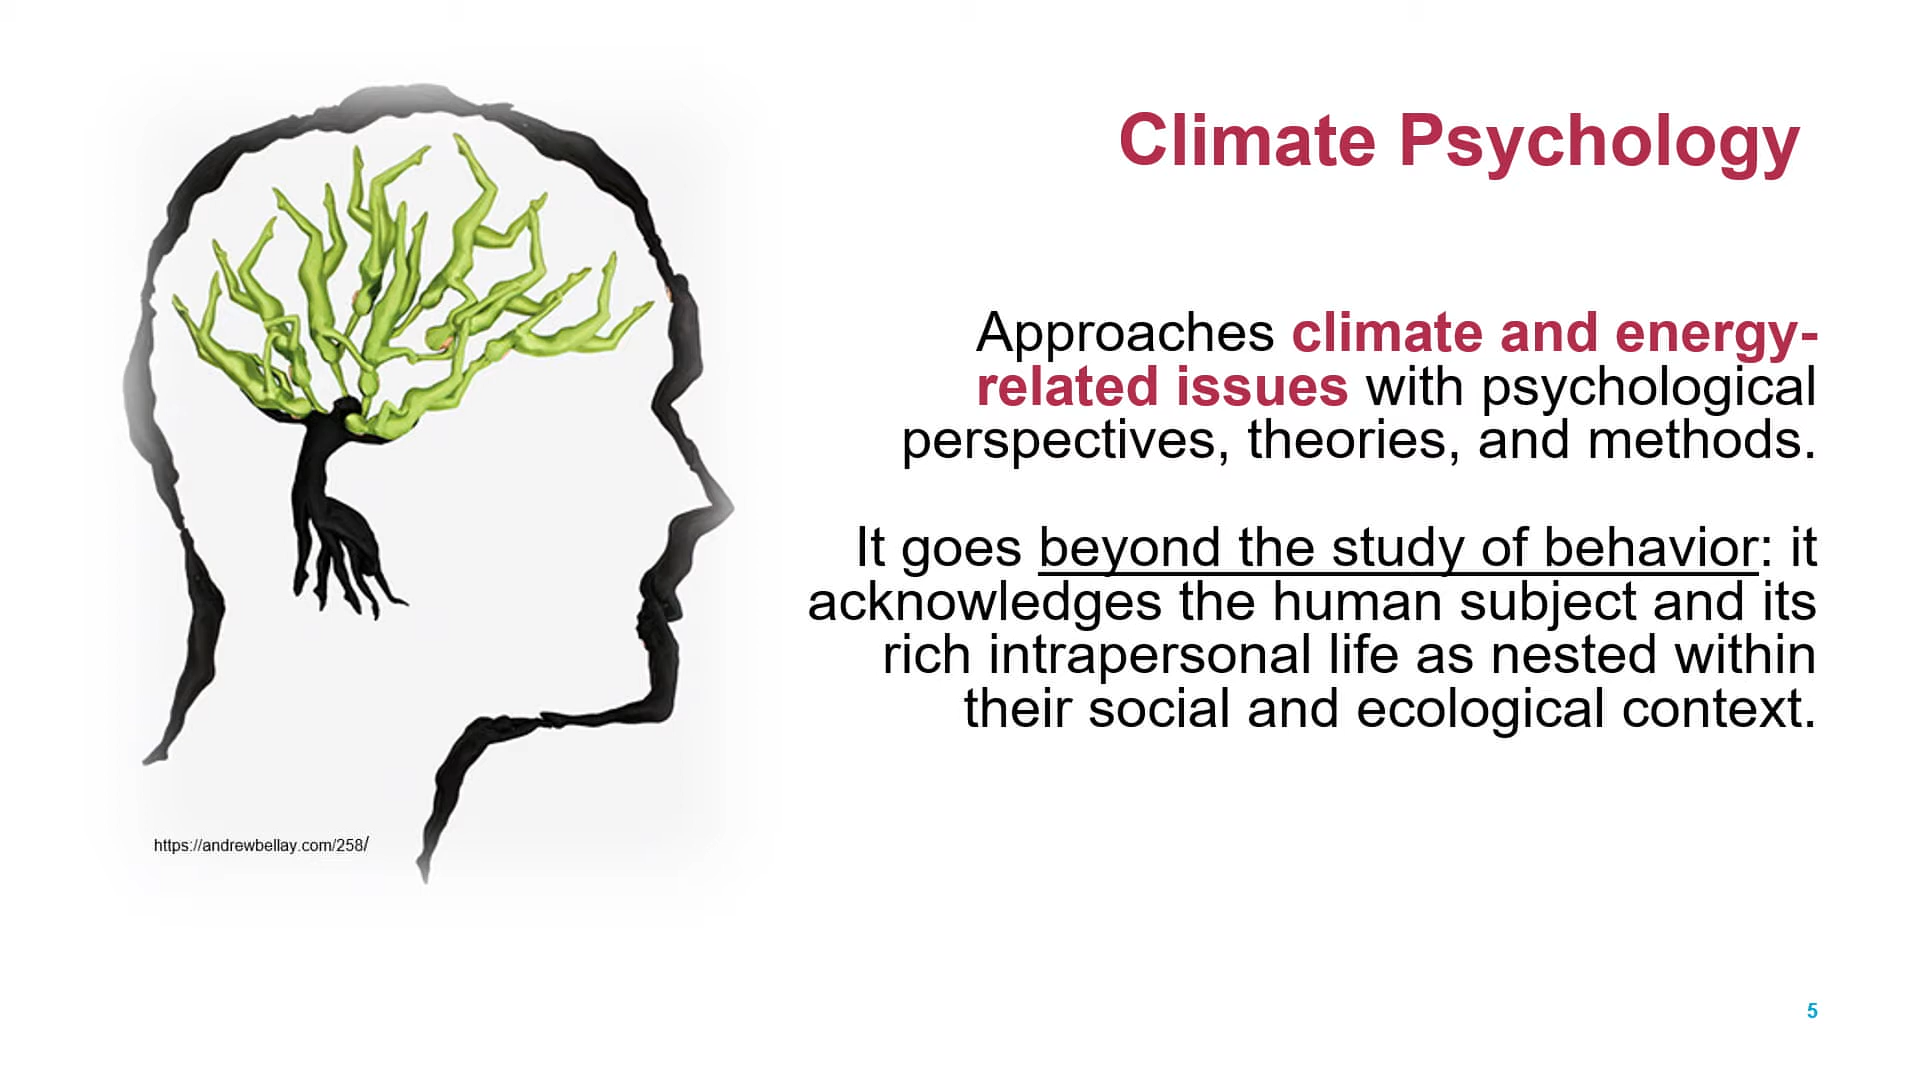 Climate Psychology
Approaches climate and energy-
related issues with psychological
perspectives, theories, and methods.
It goes beyond the study of behavior: it
acknowledges the human subject and its
rich intrapersonal life as nested within
their social and ecological context.
https://andrewbellay.com/258/
5